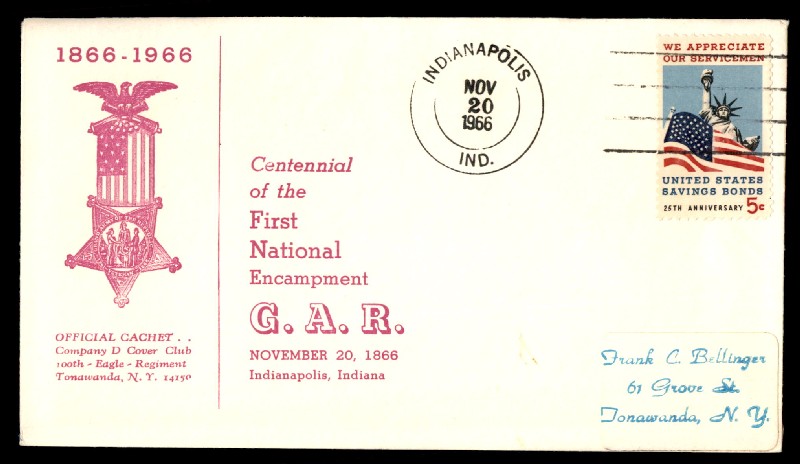 1866-1966
OFFICIAL CACHET . .
Company D Cover Club
100th - Eagle - Regiment
Tonawanda, N. Y. 14150
Centennial
of the
First
National
Encampment
G. A. R.
NOVEMBER 20, 1866
Indianapolis, Indiana
INDIANAPOLIS
NOV
20
1966
IND.
WE APPRECIATE
OUR SERVICEMEN
UNITED STATES
SAVINGS BONDS
25TH ANNIVERSARY 5c
Frank C. Bellinger
61 Grove St.
Tonawanda, N. Y.